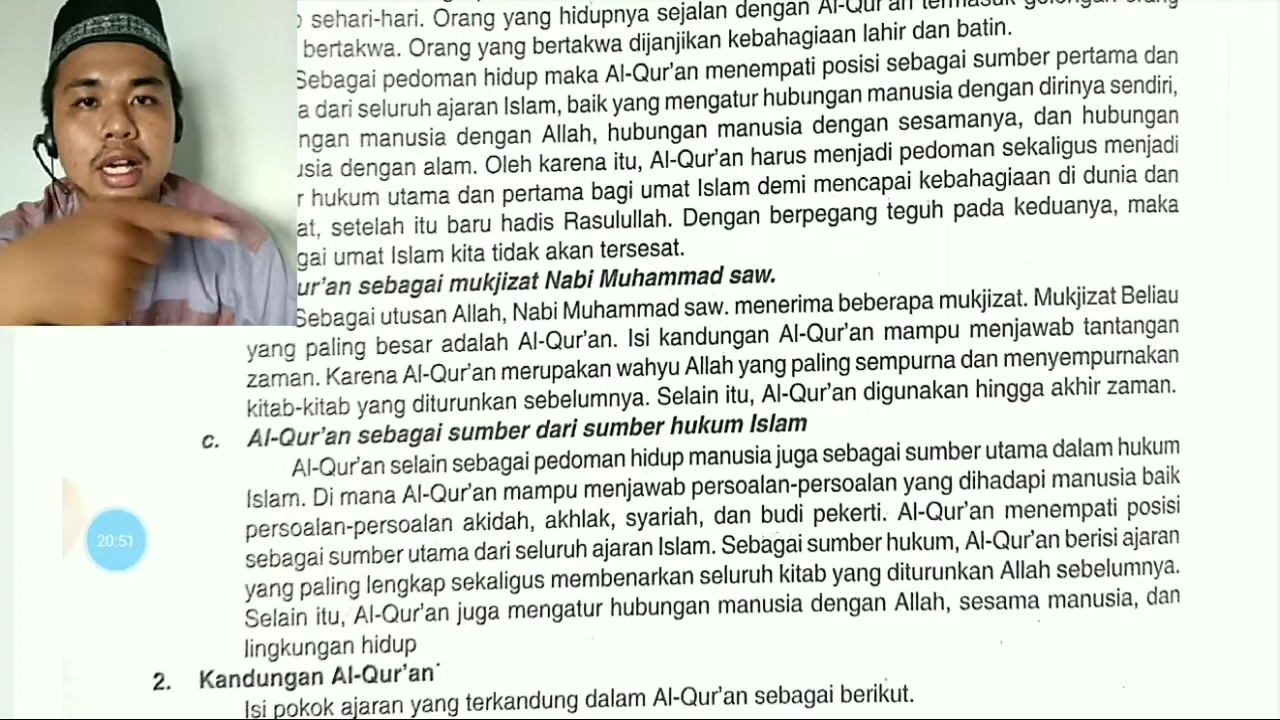 sehari-hari. Orang yang hidupnya sejalan dengan Al-Qur'an termasuk golongan orang
bertakwa. Orang yang bertakwa dijanjikan kebahagiaan lahir dan batin.
Sebagai pedoman hidup maka Al-Qur'an menempati posisi sebagai sumber pertama dan
a dari seluruh ajaran Islam, baik yang mengatur hubungan manusia dengan dirinya sendiri,
ngan manusia dengan Allah, hubungan manusia dengan sesamanya, dan hubungan
usia dengan alam. Oleh karena itu, Al-Qur'an harus menjadi pedoman sekaligus menjadi
r hukum utama dan pertama bagi umat Islam demi mencapai kebahagiaan di dunia dan
at, setelah itu baru hadis Rasulullah. Dengan berpegang teguh pada keduanya, maka
gai umat Islam kita tidak akan tersesat.
ur'an sebagai mukjizat Nabi Muhammad saw.
Sebagai utusan Allah, Nabi Muhammad saw. menerima beberapa mukjizat. Mukjizat Beliau
yang paling besar adalah Al-Qur'an. Isi kandungan Al-Qur'an mampu menjawab tantangan
zaman. Karena Al-Qur'an merupakan wahyu Allah yang paling sempurna dan menyempurnakan
kitab-kitab yang diturunkan sebelumnya. Selain itu, Al-Qur'an digunakan hingga akhir zaman.
c. Al-Qur'an sebagai sumber dari sumber hukum Islam
Al-Qur'an selain sebagai pedoman hidup manusia juga sebagai sumber utama dalam hukum
Islam. Di mana Al-Qur'an mampu menjawab persoalan-persoalan yang dihadapi manusia baik
persoalan-persoalan akidah, akhlak, syariah, dan budi pekerti. Al-Qur'an menempati posisi
sebagai sumber utama dari seluruh ajaran Islam. Sebagai sumber hukum, Al-Qur'an berisi ajaran
yang paling lengkap sekaligus membenarkan seluruh kitab yang diturunkan Allah sebelumnya.
Selain itu, Al-Qur'an juga mengatur hubungan manusia dengan Allah, sesama manusia, dan
lingkungan hidup
2. Kandungan Al-Qur'an
Isi pokok ajaran yang terkandung dalam Al-Qur'an sebagai berikut.
20:51